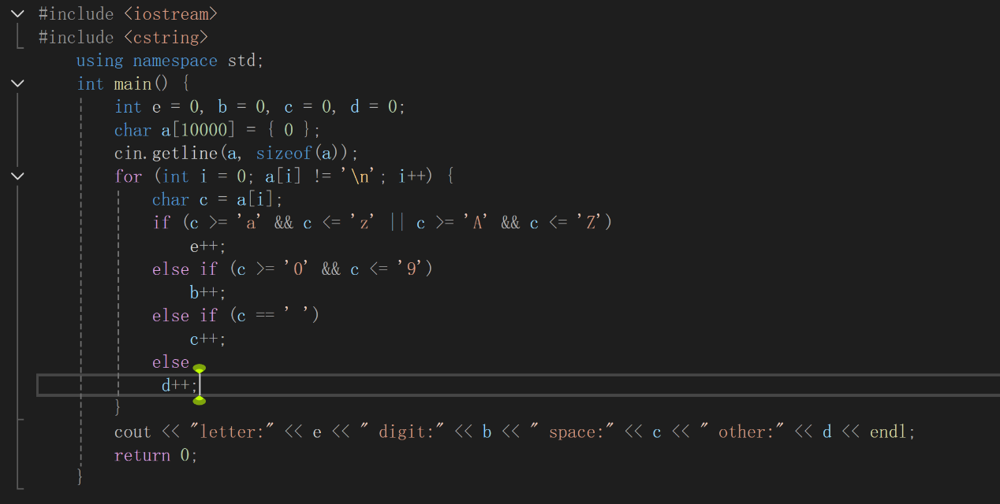 #include <iostream>
#include <cstring>
using namespace std;
int main() {
int e = 0, b = 0, c = 0, d = 0;
char a[10000] = { 0 };
cin.getline(a, sizeof(a));
for (int i = 0; a[i] != '\n'; i++) {
char c = a[i];
if (c >= 'a' && c <= 'z' || c >= 'A' && c <= 'Z')
e++;
else if (c >= '0' && c <= '9')
b++;
else if (c == ' ')
c++;
else
d++;
}
cout << "letter:" << e << " digit:" << b << " space:" << c << " other:" << d << endl;
return 0;
}